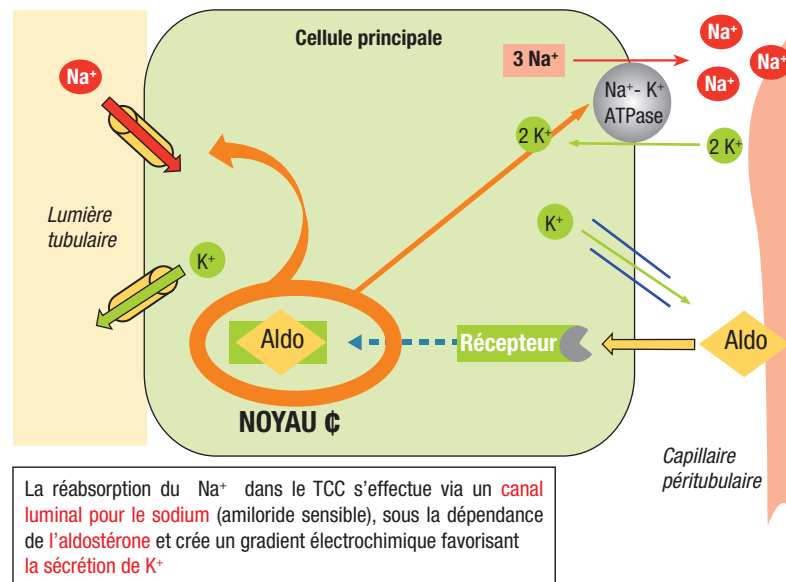 Cellule principale
Na⁺
3 Na⁺
Na⁺
Na⁺
Na⁺
Na⁺- K⁺
ATPase
2 K⁺
2 K⁺
Lumière
tubulaire
K⁺
K⁺
Aldo
Récepteur
Aldo
NOYAU ₵
Capillaire
péritubulaire
La réabsorption du Na⁺ dans le TCC s'effectue via un canal
luminal pour le sodium (amiloride sensible), sous la dépendance
de l'aldostérone et crée un gradient électrochimique favorisant
la sécrétion de K⁺